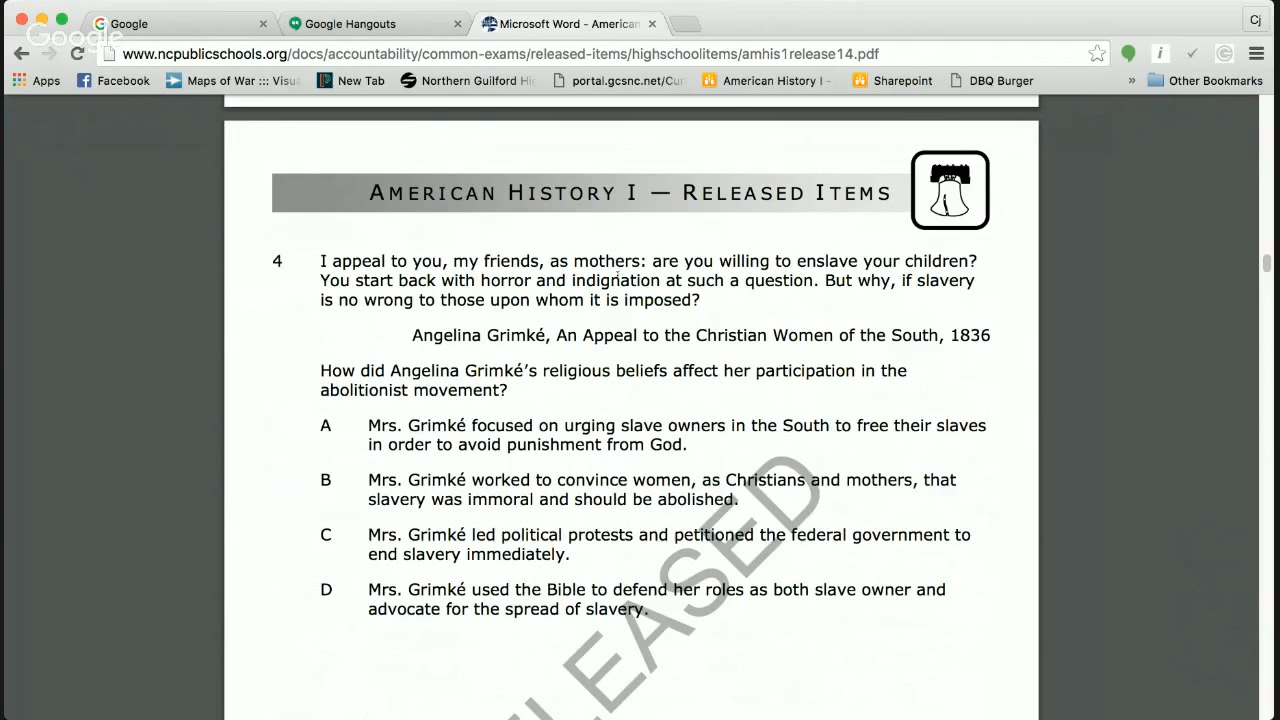 Google
Google Hangouts
Microsoft Word - American
Cj
Google
www.ncpublicschools.org/docs/accountability/common-exams/released-items/highschoolitems/amhis1release14.pdf
Apps
Facebook
Maps of War ::: Visua
New Tab
Northern Guilford Hi
portal.gcsnc.net/Cur
American History I -
Sharepoint
DBQ Burger
»
Other Bookmarks
AMERICAN HISTORY I — RELEASED ITEMS
4 I appeal to you, my friends, as mothers: are you willing to enslave your children?
You start back with horror and indignation at such a question. But why, if slavery
is no wrong to those upon whom it is imposed?
Angelina Grimké, An Appeal to the Christian Women of the South, 1836
How did Angelina Grimké's religious beliefs affect her participation in the
abolitionist movement?
A Mrs. Grimké focused on urging slave owners in the South to free their slaves
in order to avoid punishment from God.
B Mrs. Grimké worked to convince women, as Christians and mothers, that
slavery was immoral and should be abolished.
C Mrs. Grimké led political protests and petitioned the federal government to
end slavery immediately.
D Mrs. Grimké used the Bible to defend her roles as both slave owner and
advocate for the spread of slavery.
RELEASED